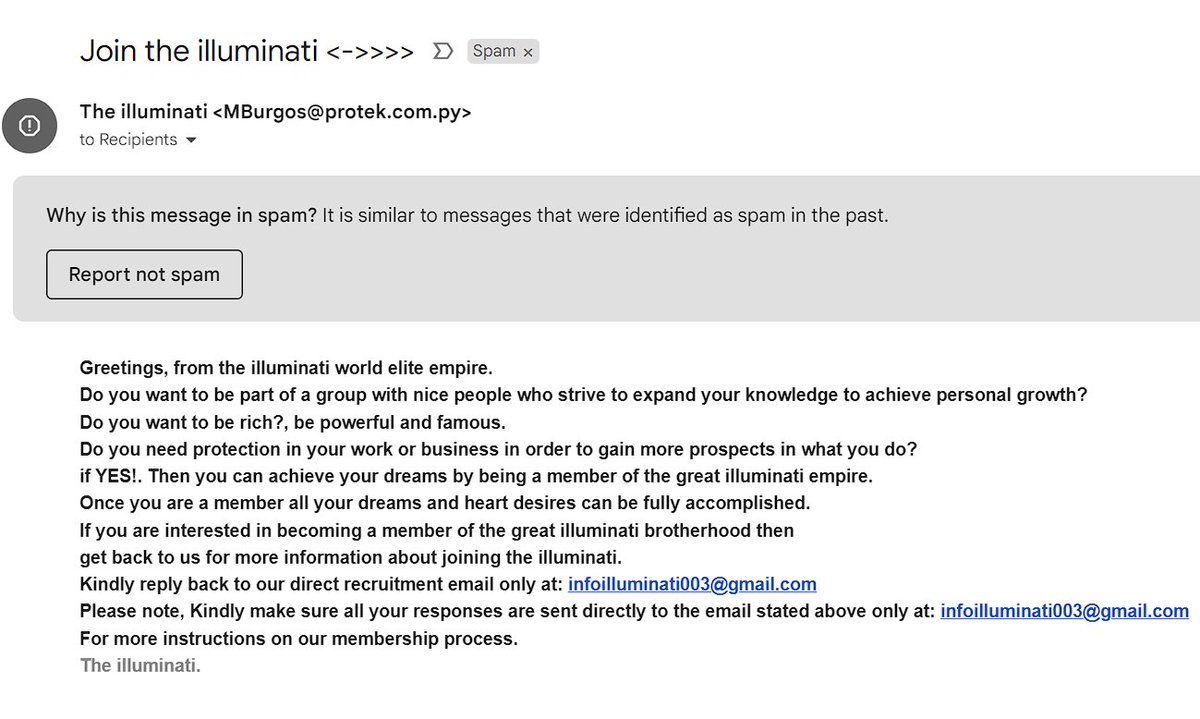 Join the illuminati <->>>> Spam ×
The illuminati <MBurgos@protek.com.py>
to Recipients
Why is this message in spam? It is similar to messages that were identified as spam in the past.
Report not spam
Greetings, from the illuminati world elite empire.
Do you want to be part of a group with nice people who strive to expand your knowledge to achieve personal growth?
Do you want to be rich?, be powerful and famous.
Do you need protection in your work or business in order to gain more prospects in what you do?
if YES!. Then you can achieve your dreams by being a member of the great illuminati empire.
Once you are a member all your dreams and heart desires can be fully accomplished.
If you are interested in becoming a member of the great illuminati brotherhood then
get back to us for more information about joining the illuminati.
Kindly reply back to our direct recruitment email only at: infoilluminati003@gmail.com
Please note, Kindly make sure all your responses are sent directly to the email stated above only at: infoilluminati003@gmail.com
For more instructions on our membership process.
The illuminati.